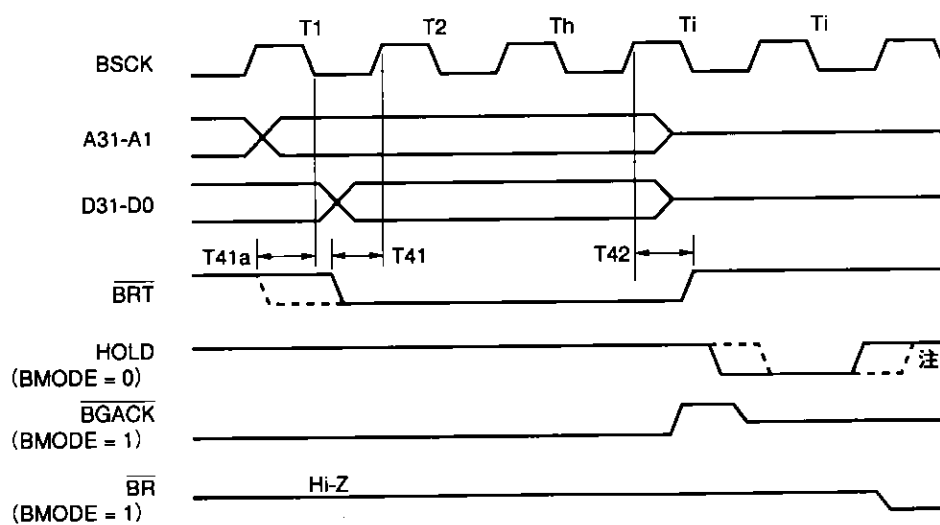 T1 T2 Th Ti Ti
BSCK
A31-A1
D31-D0
T41a T41 T42
BRT
HOLD
(BMODE = 0)
注
BGACK
(BMODE = 1)
Hi-Z
BR
(BMODE = 1)